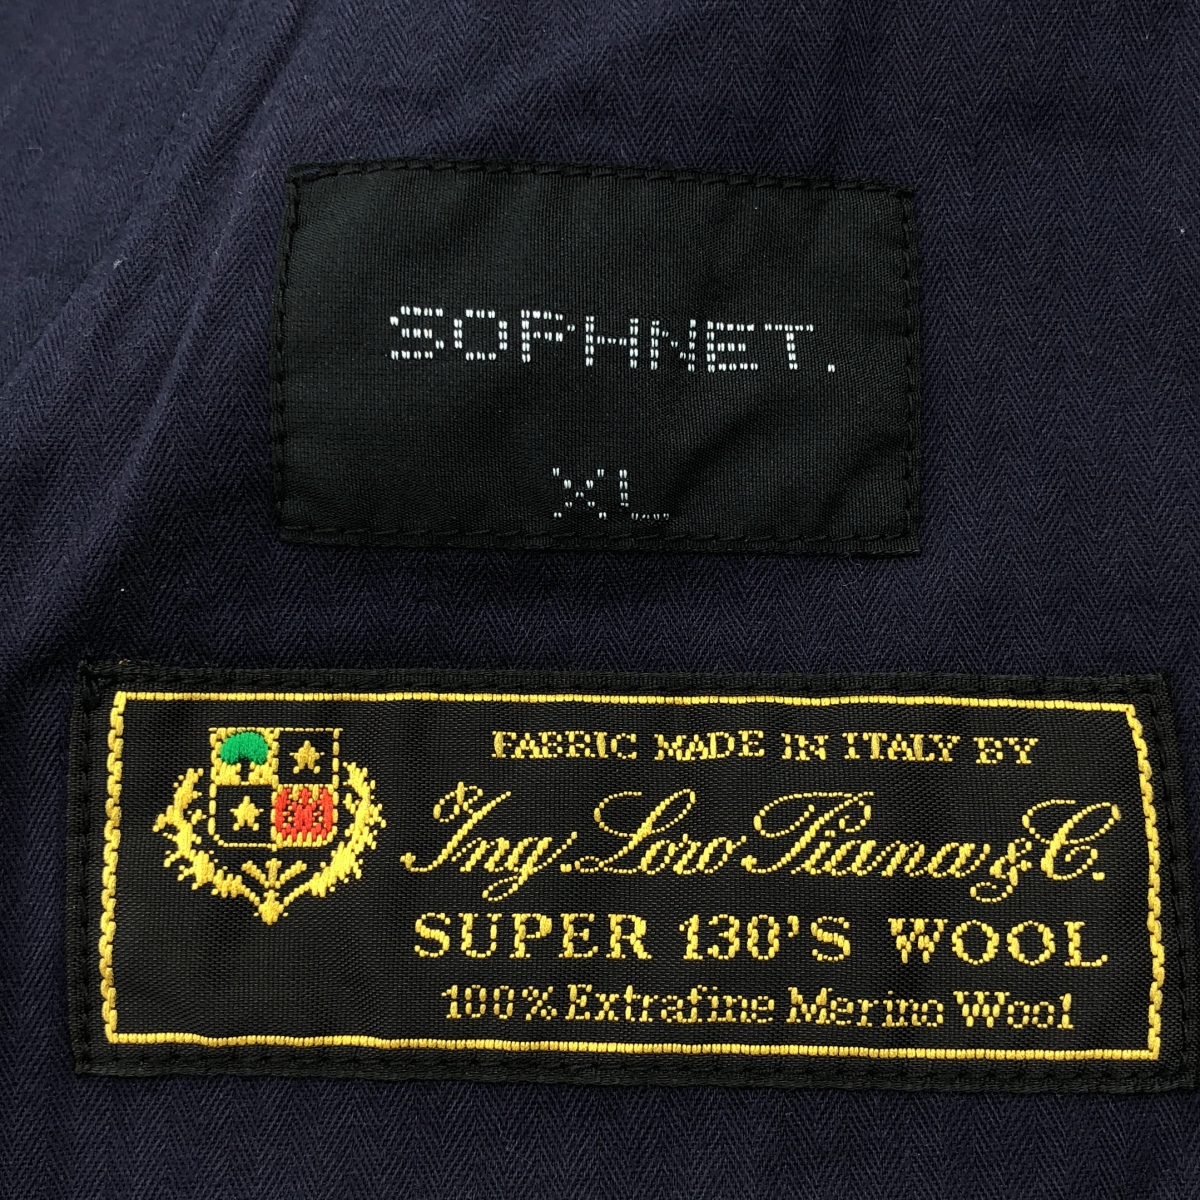 SOPHNET.
XL
FABRIC MADE IN ITALY BY
Ing. Loro Piana & C.
SUPER 130'S WOOL
100% Extrafine Merino Wool